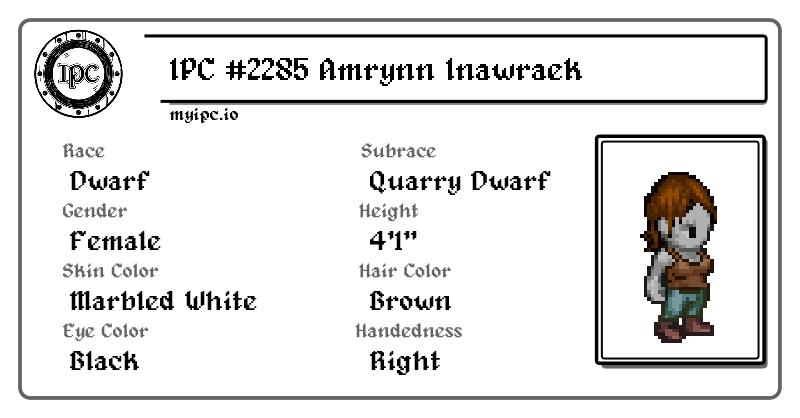 IPC
IPC #2285 Amrynn Inawraek
myipc.io
Race
Dwarf
Subrace
Quarry Dwarf
Gender
Female
Height
4'1"
Skin Color
Marbled White
Hair Color
Brown
Eye Color
Black
Handedness
Right